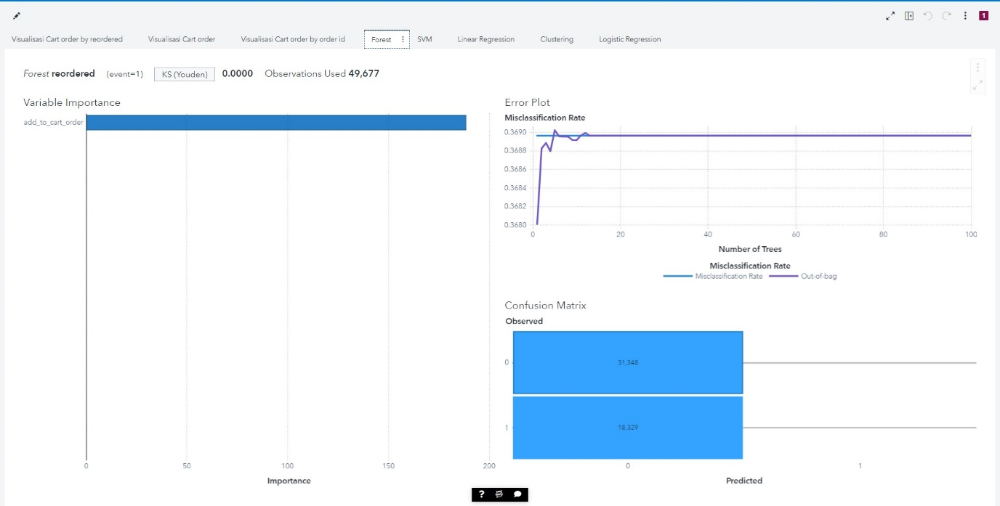 1
Visualisasi Cart order by reordered
Visualisasi Cart order
Visualisasi Cart order by order id
Forest
SVM
Linear Regression
Clustering
Logistic Regression
Forest reordered (event=1) KS (Youden) 0.0000 Observations Used 49,677
Variable Importance
add_to_cart_order
0 50 100 150 200
Importance
Error Plot
Misclassification Rate
0.3690
0.3688
0.3686
0.3684
0.3682
0.3680
0 20 40 60 80 100
Number of Trees
Misclassification Rate
Misclassification Rate Out-of-bag
Confusion Matrix
Observed
0 31,348
1 18,329
0 1
Predicted
?